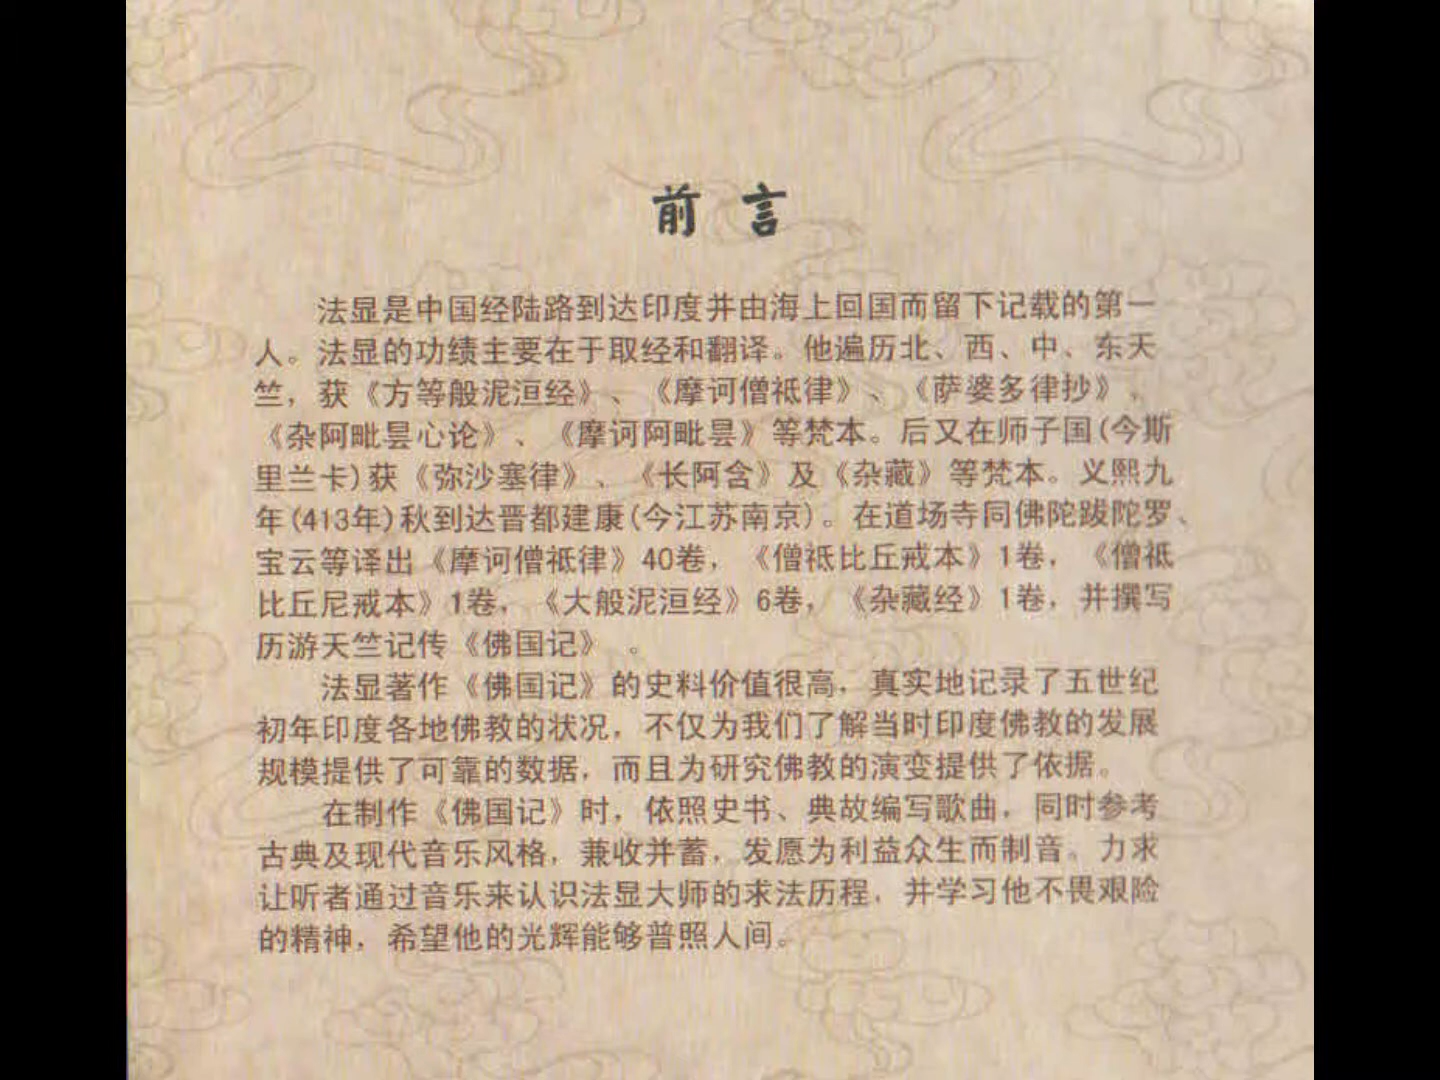 前言
法显是中国经陆路到达印度并由海上回国而留下记载的第一
人。法显的功绩主要在于取经和翻译。他遍历北、西、中、东天
竺，获《方等般泥洹经》、《摩诃僧祗律》、《萨婆多律抄》、
《杂阿毗昙心论》、《摩诃阿毗昙》等梵本。后又在师子国(今斯
里兰卡)获《弥沙塞律》、《长阿含》及《杂藏》等梵本。义熙九
年(413年)秋到达晋都建康(今江苏南京)。在道场寺同佛陀跋陀罗、
宝云等译出《摩诃僧祗律》40卷，《僧祗比丘戒本》1卷，《僧祗
比丘尼戒本》1卷，《大般泥洹经》6卷，《杂藏经》1卷，并撰写
历游天竺记传《佛国记》。
法显著作《佛国记》的史料价值很高，真实地记录了五世纪
初年印度各地佛教的状况，不仅为我们了解当时印度佛教的发展
规模提供了可靠的数据，而且为研究佛教的演变提供了依据。
在制作《佛国记》时，依照史书、典故编写歌曲，同时参考
古典及现代音乐风格，兼收并蓄，发愿为利益众生而制音。力求
让听者通过音乐来认识法显大师的求法历程，并学习他不畏艰险
的精神，希望他的光辉能够普照人间。